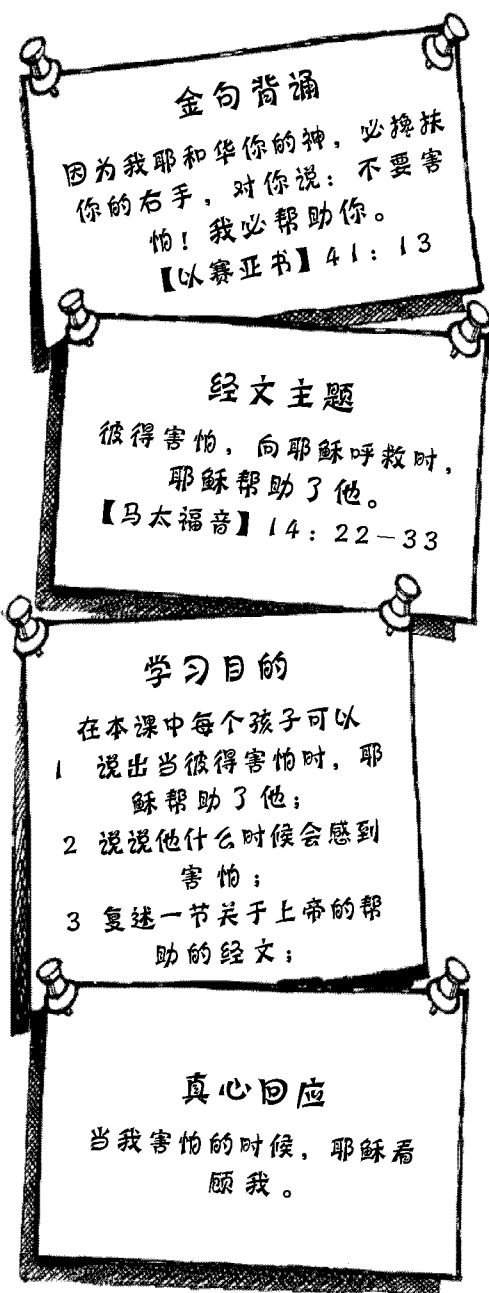 金句背诵
因为我耶和华你的神，必搀扶
你的右手，对你说：不要害
怕！我必帮助你。
【以赛亚书】41：13
经文主题
彼得害怕，向耶稣呼救时，
耶稣帮助了他。
【马太福音】14：22－33
学习目的
在本课中每个孩子可以
1 说出当彼得害怕时，耶
稣帮助了他；
2 说说他什么时候会感到
害怕；
3 复述一节关于上帝的帮
助的经文；
真心回应
当我害怕的时候，耶稣看
顾我。